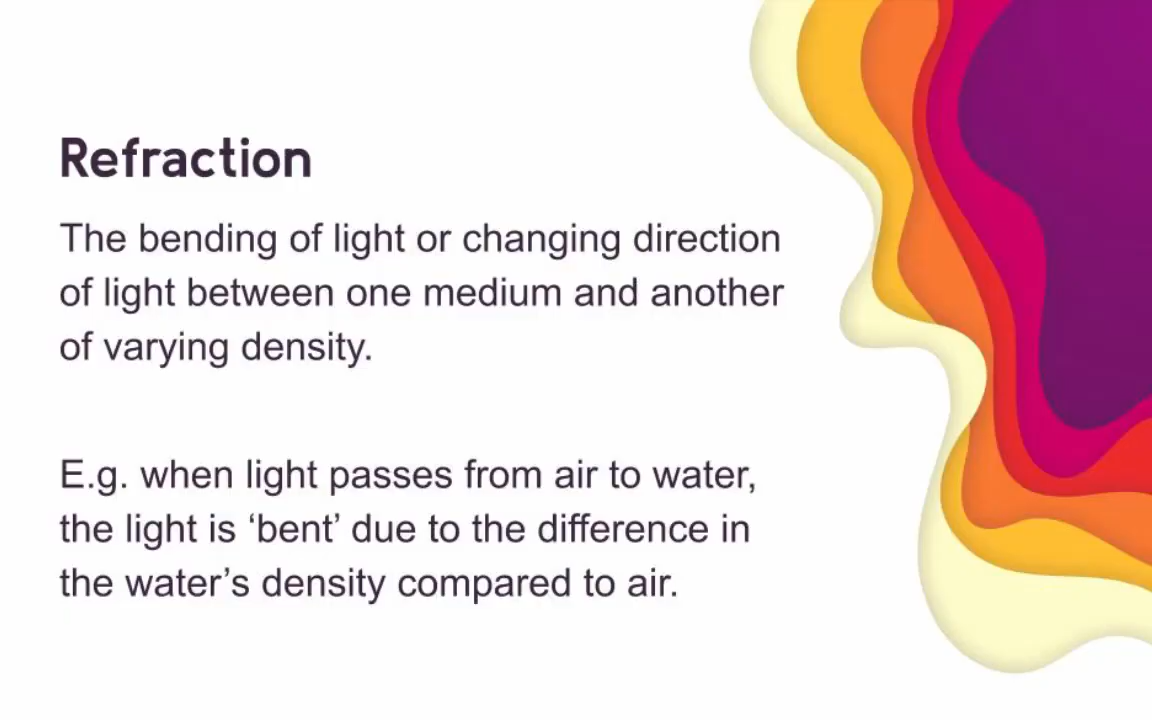 Refraction
The bending of light or changing direction
of light between one medium and another
of varying density.
E.g. when light passes from air to water,
the light is ‘bent’ due to the difference in
the water’s density compared to air.